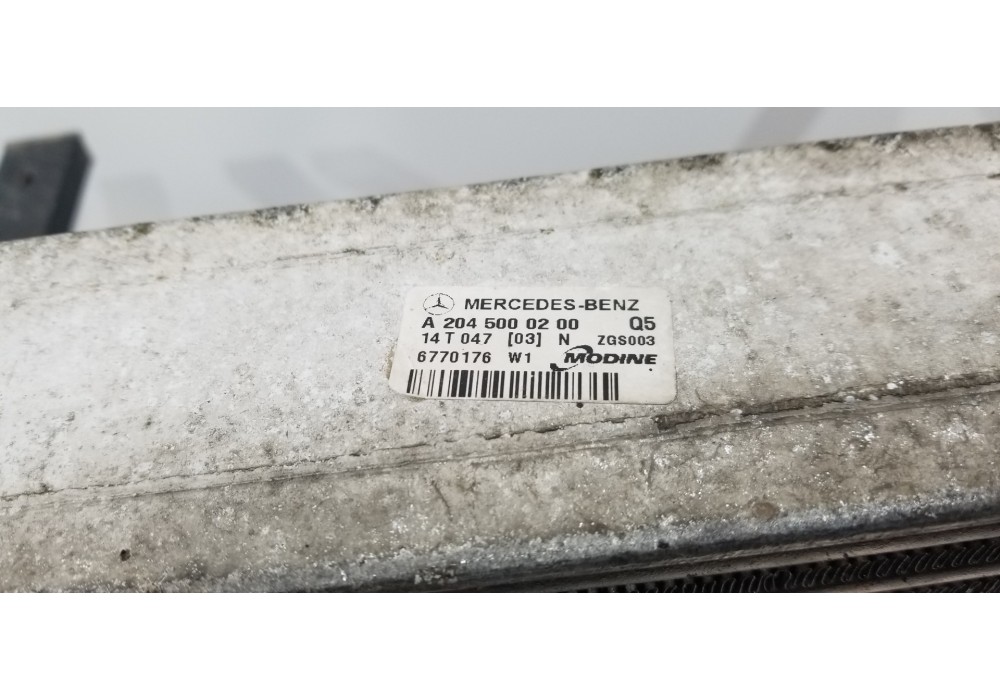 MERCEDES-BENZ
A 204 500 02 00 Q5
14 T 047 [03] N ZGS003
6770176 W1 MODINE